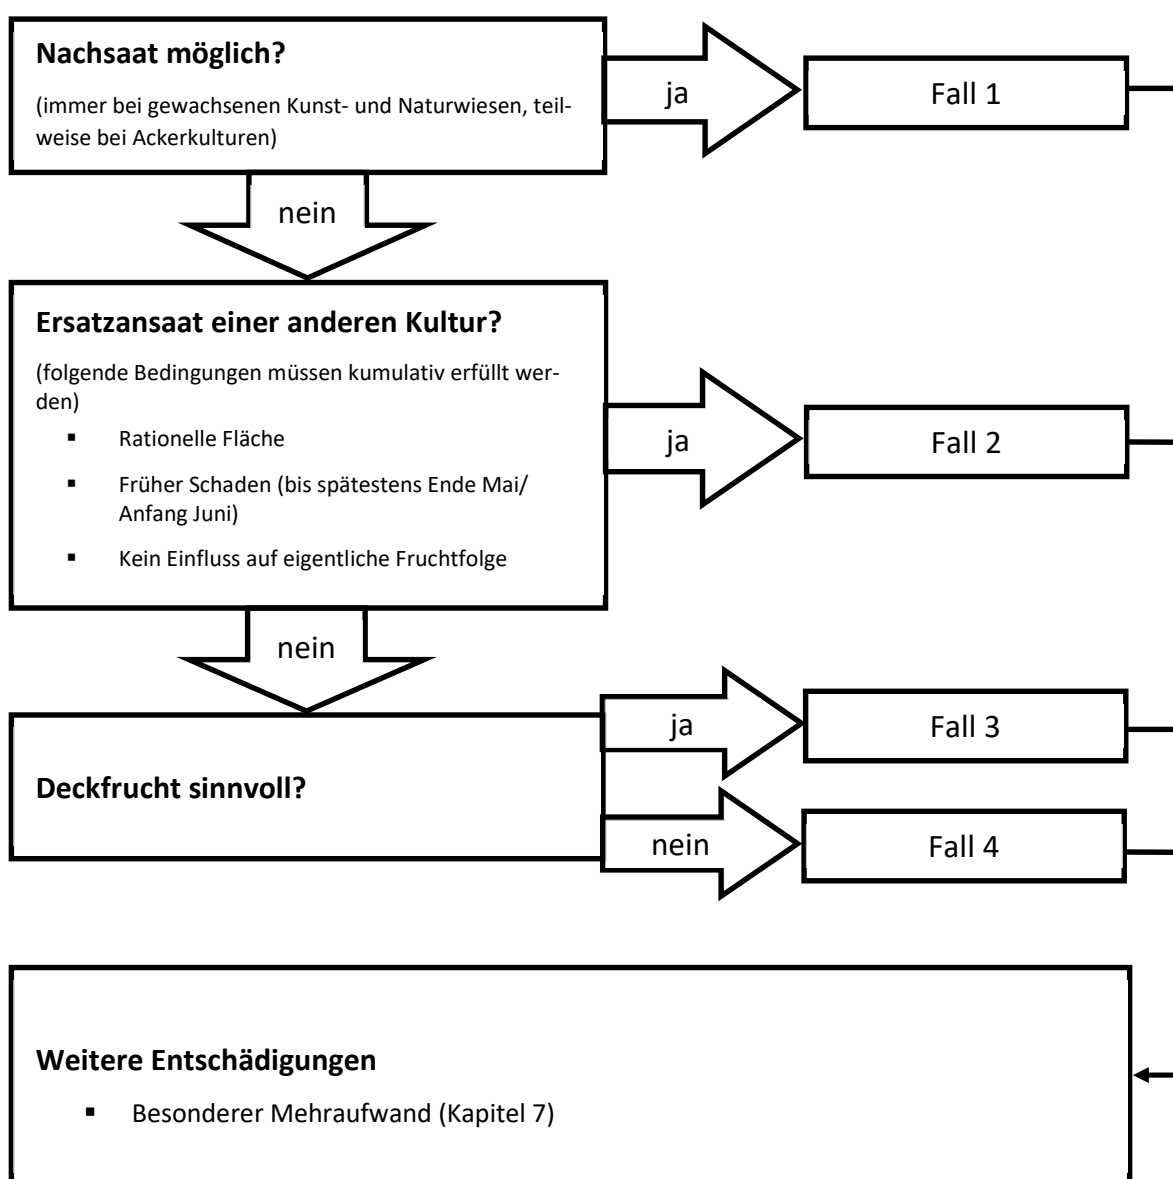 Nachsaat möglich?
(immer bei gewachsenen Kunst- und Naturwiesen, teil-
weise bei Ackerkulturen)
ja
Fall 1
nein
Ersatzansaat einer anderen Kultur?
(folgende Bedingungen müssen kumulativ erfüllt wer-
den)
▪ Rationelle Fläche
▪ Früher Schaden (bis spätestens Ende Mai/
Anfang Juni)
▪ Kein Einfluss auf eigentliche Fruchtfolge
ja
Fall 2
nein
Deckfrucht sinnvoll?
ja
Fall 3
nein
Fall 4
Weitere Entschädigungen
▪ Besonderer Mehraufwand (Kapitel 7)